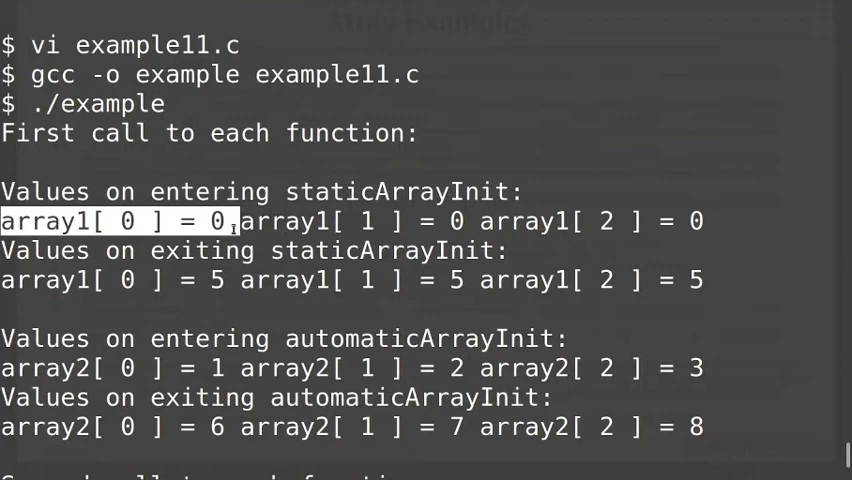 Array Examples
$ vi example11.c
$ gcc -o example example11.c
$ ./example
First call to each function:
Values on entering staticArrayInit:
array1[ 0 ] = 0 array1[ 1 ] = 0 array1[ 2 ] = 0
Values on exiting staticArrayInit:
array1[ 0 ] = 5 array1[ 1 ] = 5 array1[ 2 ] = 5
Values on entering automaticArrayInit:
array2[ 0 ] = 1 array2[ 1 ] = 2 array2[ 2 ] = 3
Values on exiting automaticArrayInit:
array2[ 0 ] = 6 array2[ 1 ] = 7 array2[ 2 ] = 8